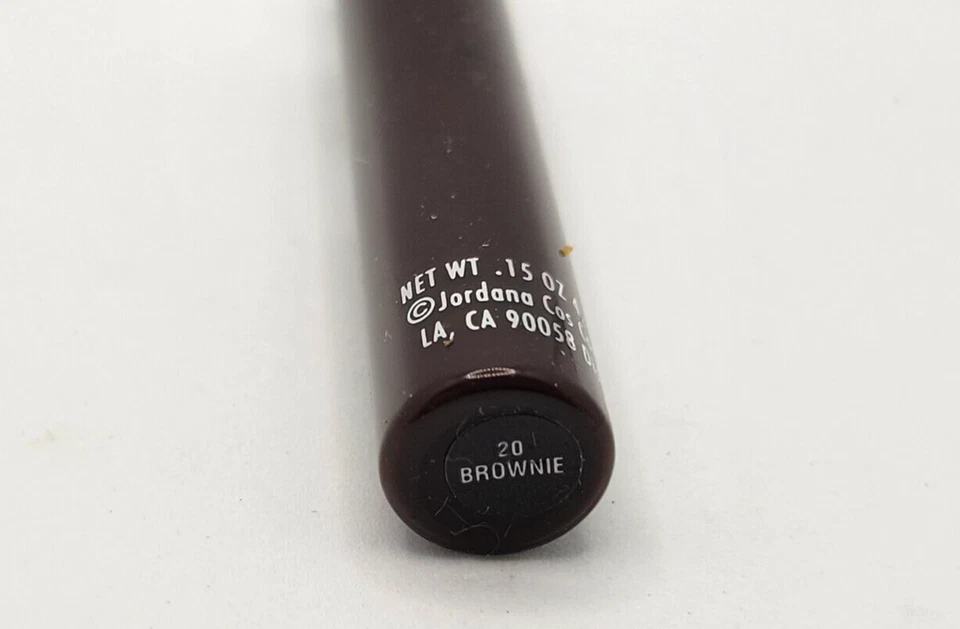 NET WT .15 OZ
©Jordana Cos
LA, CA 90058
20
BROWNIE